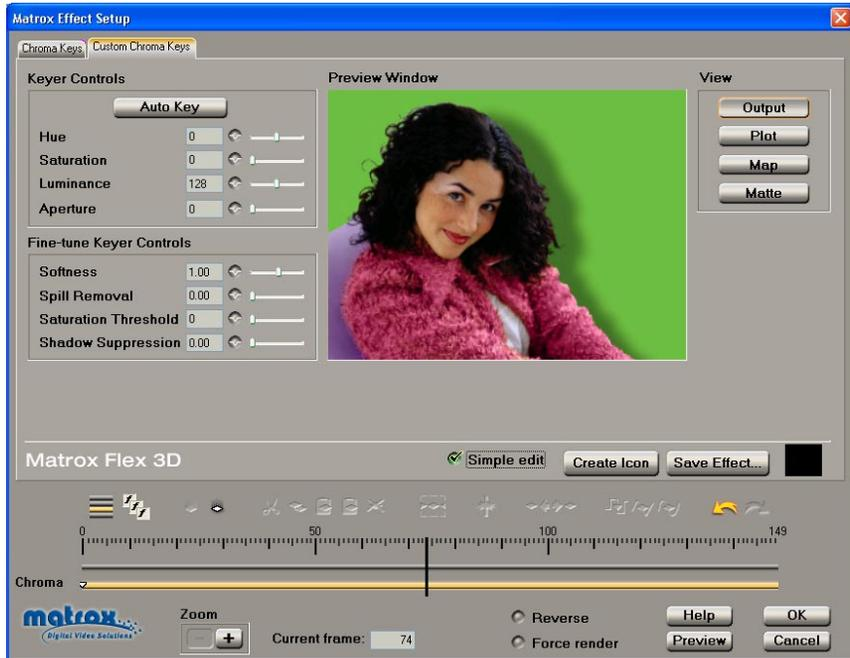 Matrox Effect Setup
Chroma Keys
Custom Chroma Keys
Keyer Controls
Auto Key
Hue 0
Saturation 0
Luminance 128
Aperture 0
Fine-tune Keyer Controls
Softness 1.00
Spill Removal 0.00
Saturation Threshold 0
Shadow Suppression 0.00
Preview Window
View
Output
Plot
Map
Matte
Matrox Flex 3D
Simple edit
Create Icon
Save Effect...
0 50 100 149
Chroma
matrox
Digital Video Solutions
Zoom
- +
Current frame: 74
Reverse
Force render
Help
OK
Preview
Cancel